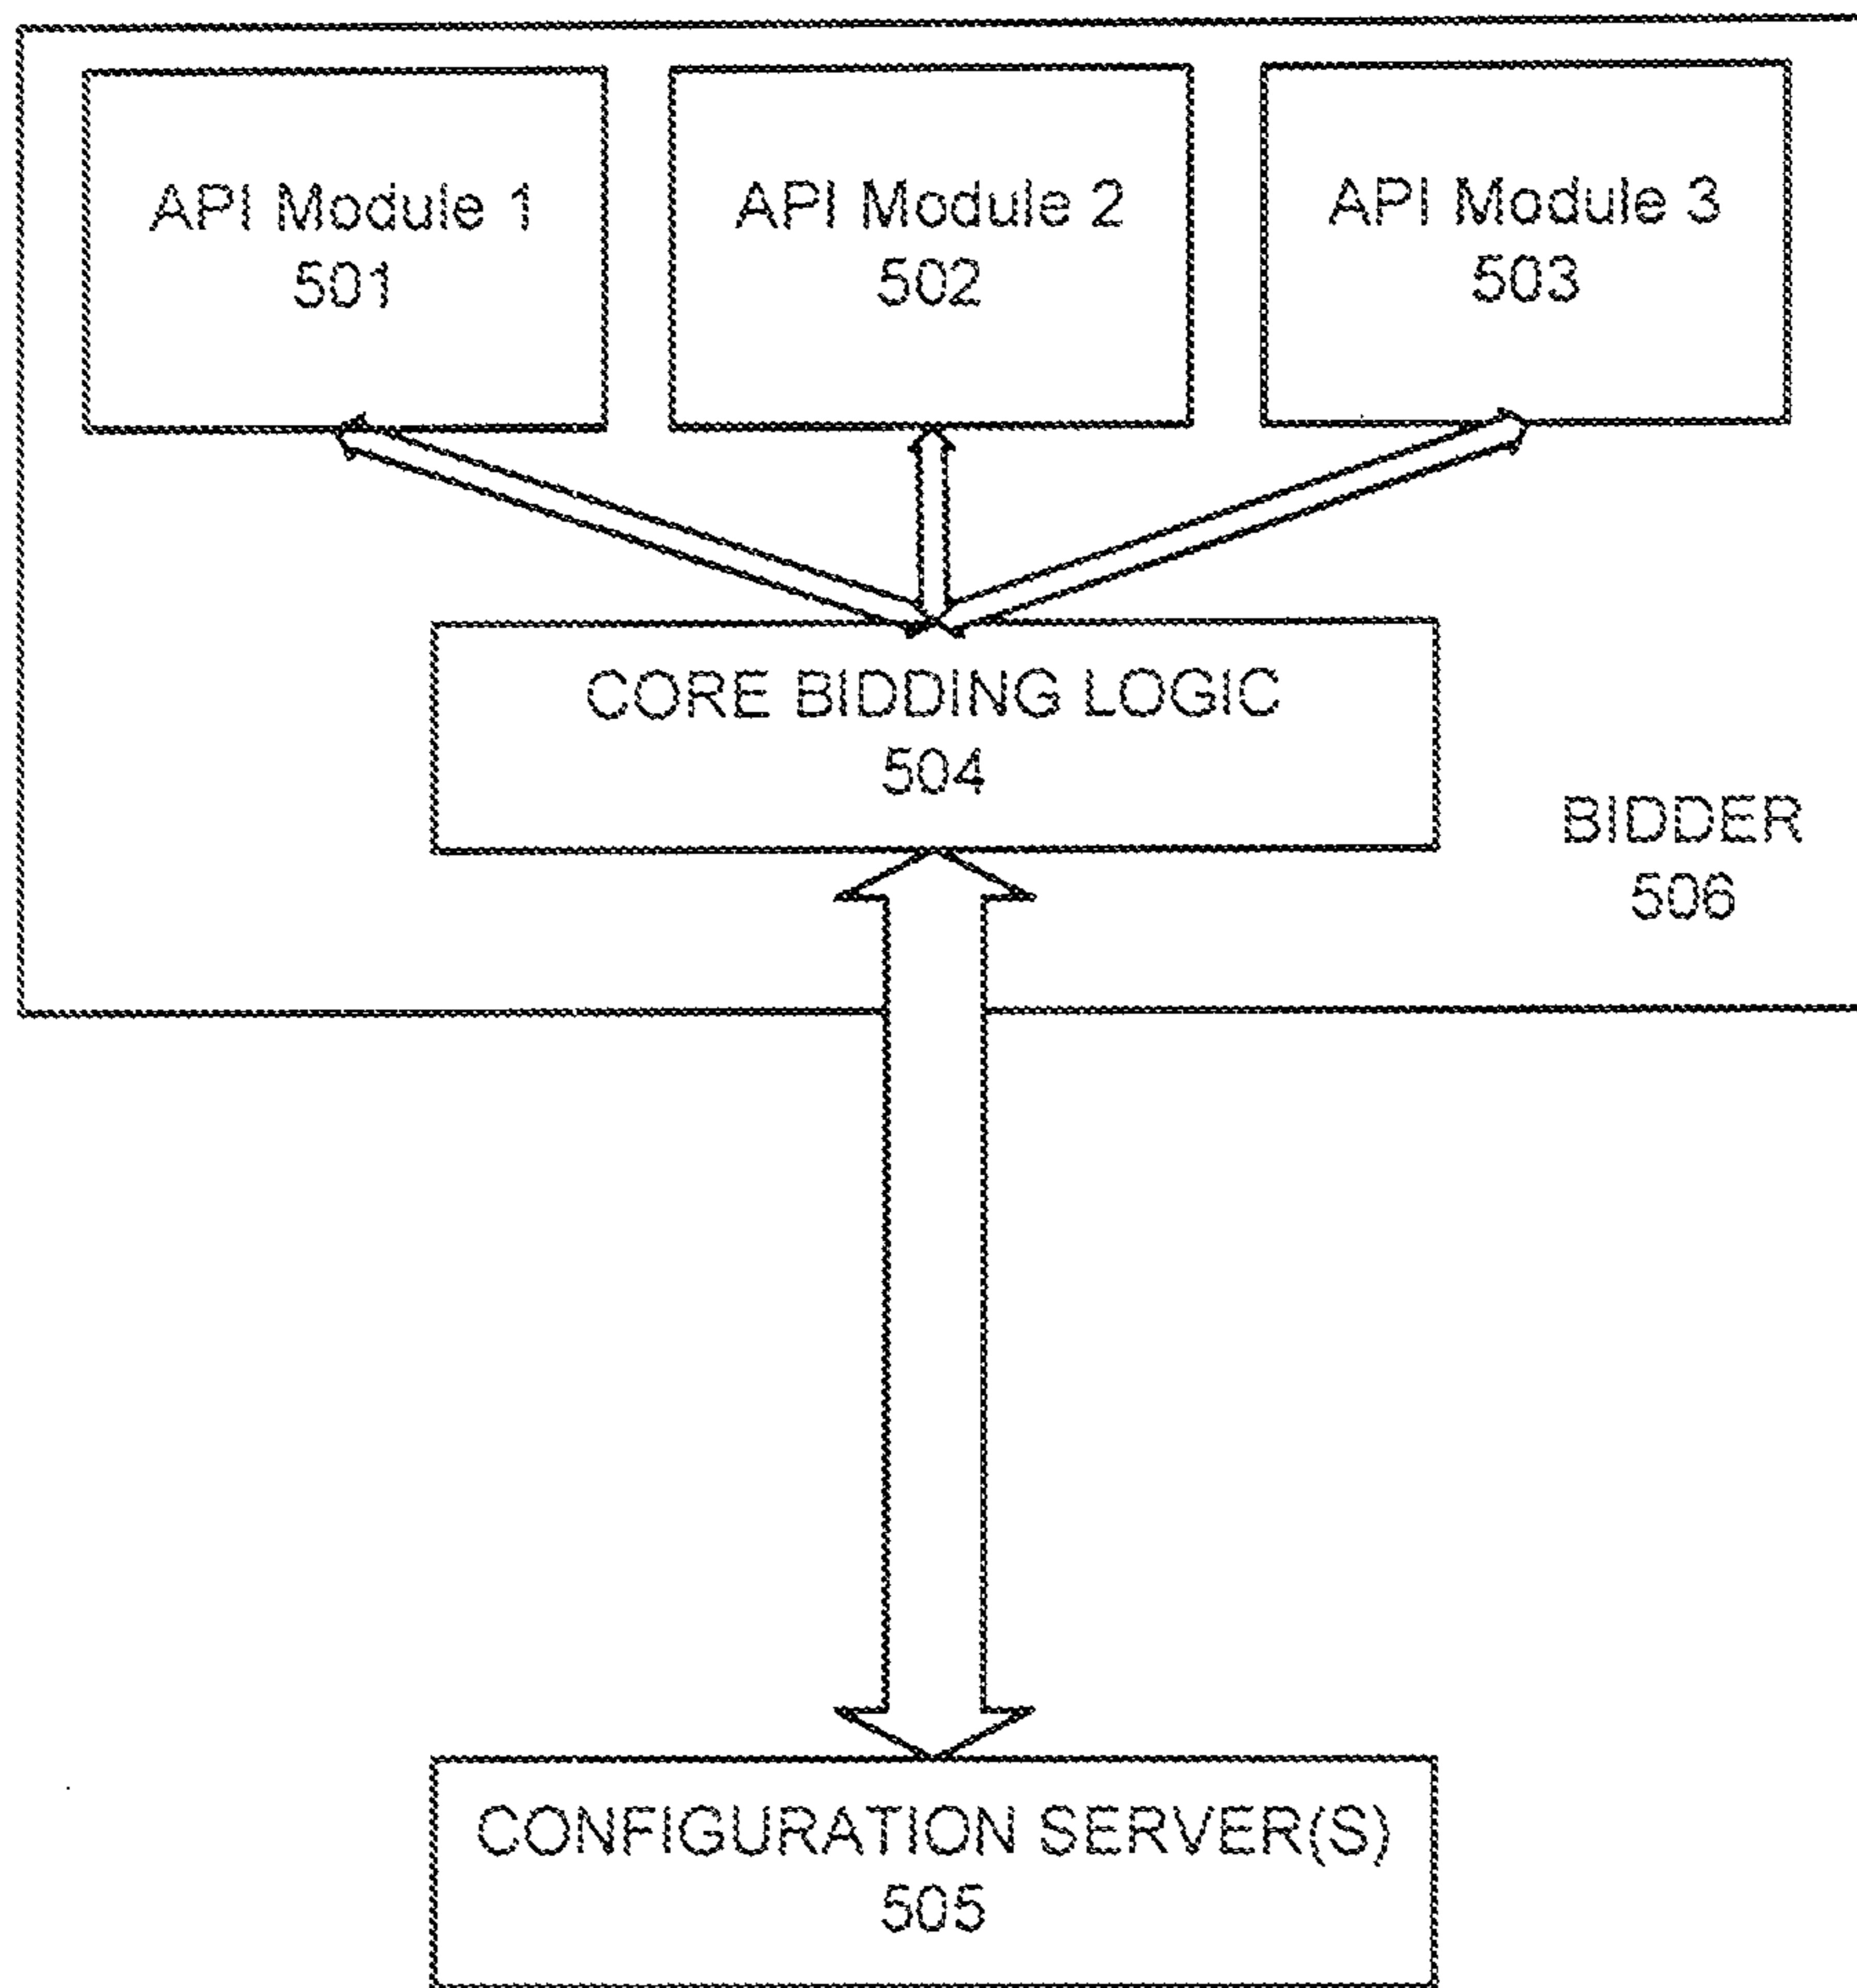 API Module 1
501
API Module 2
502
API Module 3
503
CORE BIDDING LOGIC
504
BIDDER
506
CONFIGURATION SERVER(S)
505